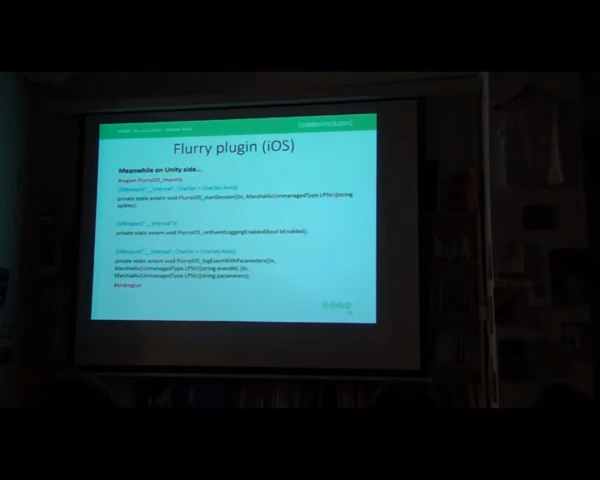 Flurry plugin (iOS)
Meanwhile on Unity side...
#region FlurryiOS_Imports
[DllImport("__Internal", CharSet = CharSet.Ansi)]
private static extern void FlurryiOS_startSession([In, MarshalAs(UnmanagedType.LPStr)]string
apiKey);
[DllImport("__Internal")]
private static extern void FlurryiOS_setEventLoggingEnabled(bool bEnabled);
[DllImport("__Internal", CharSet = CharSet.Ansi)]
private static extern void FlurryiOS_logEventWithParameters([In,
MarshalAs(UnmanagedType.LPStr)]string eventId, [In,
MarshalAs(UnmanagedType.LPStr)]string parameters);
#endregion